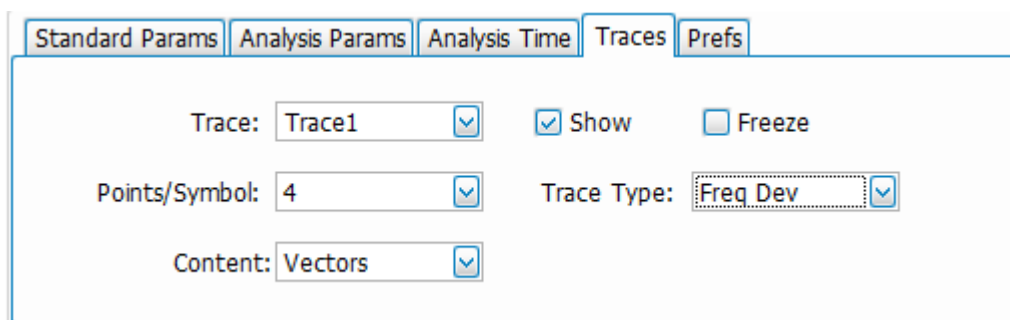 Standard Params Analysis Params Analysis Time Traces Prefs
Trace: Trace1 Show Freeze
Points/Symbol: 4 Trace Type: Freq Dev
Content: Vectors